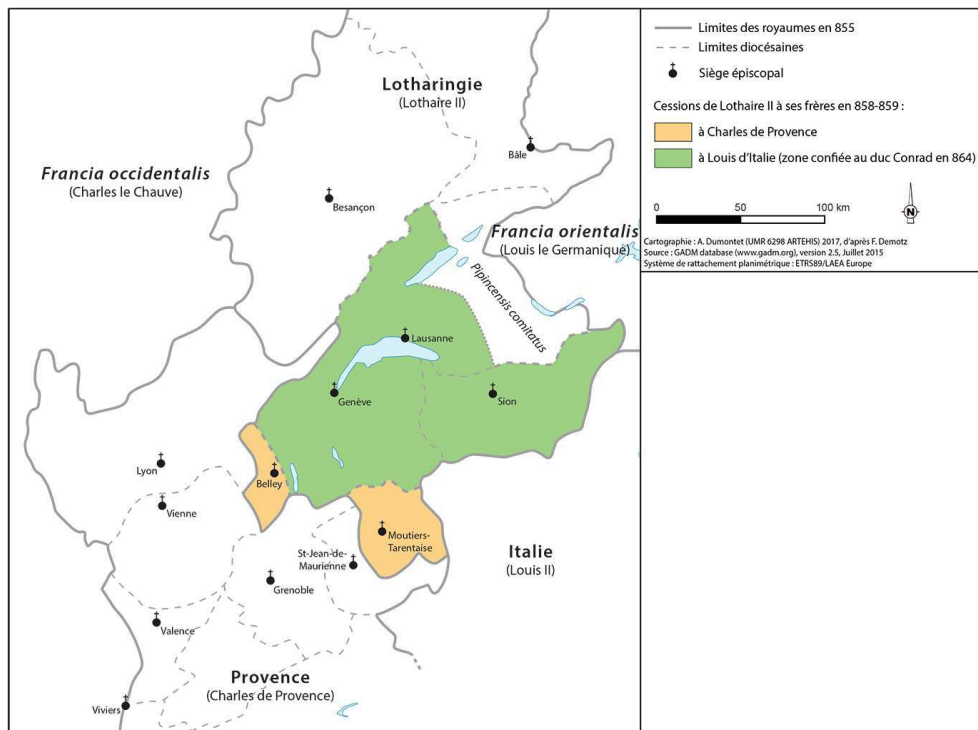 Lotharingie
(Lothaire II)
Francia occidentalis
(Charles le Chauve)
Bâle
Besançon
Francia orientalis
(Louis le Germanique)
Pipincensis comitatus
Lausanne
Genève
Sion
Lyon
Belley
Vienne
Moutiers-
Tarentaise
St-Jean-de-
Maurienne
Italie
(Louis II)
Grenoble
Valence
Provence
(Charles de Provence)
Viviers
Limites des royaumes en 855
Limites diocésaines
Siège épiscopal
Cessions de Lothaire II à ses frères en 858-859 :
à Charles de Provence
à Louis d'Italie (zone confiée au duc Conrad en 864)
0 50 100 km
N
Cartographie : A. Dumontet (UMR 6298 ARTEHIS) 2017, d'après F. Demotz
Source : GADM database (www.gadm.org), version 2.5, Juillet 2015
Système de rattachement planimétrique : ETRS89/LAEA Europe